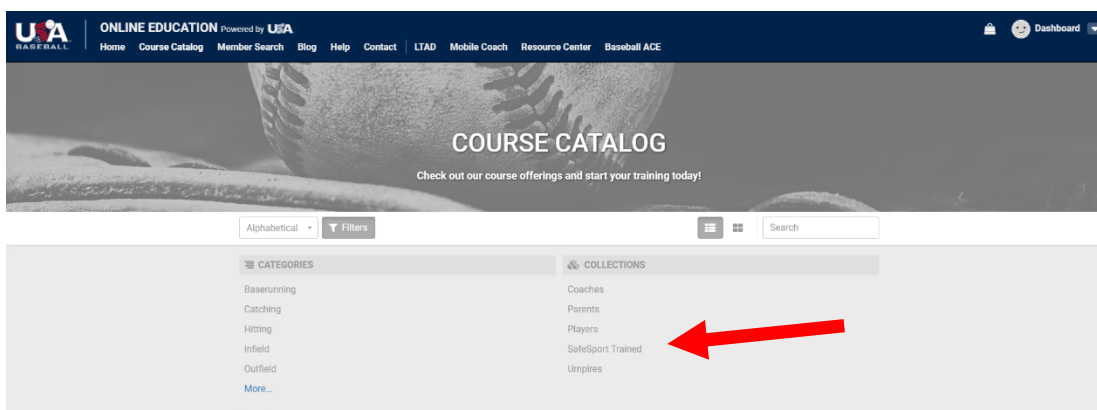 USA
BASEBALL
ONLINE EDUCATION Powered by USA
Home Course Catalog Member Search Blog Help Contact LTAD Mobile Coach Resource Center Baseball ACE
Dashboard
COURSE CATALOG
Check out our course offerings and start your training today!
Alphabetical Filters Search
CATEGORIES
Baserunning
Catching
Hitting
Infield
Outfield
More...
COLLECTIONS
Coaches
Parents
Players
SafeSport Trained
Umpires